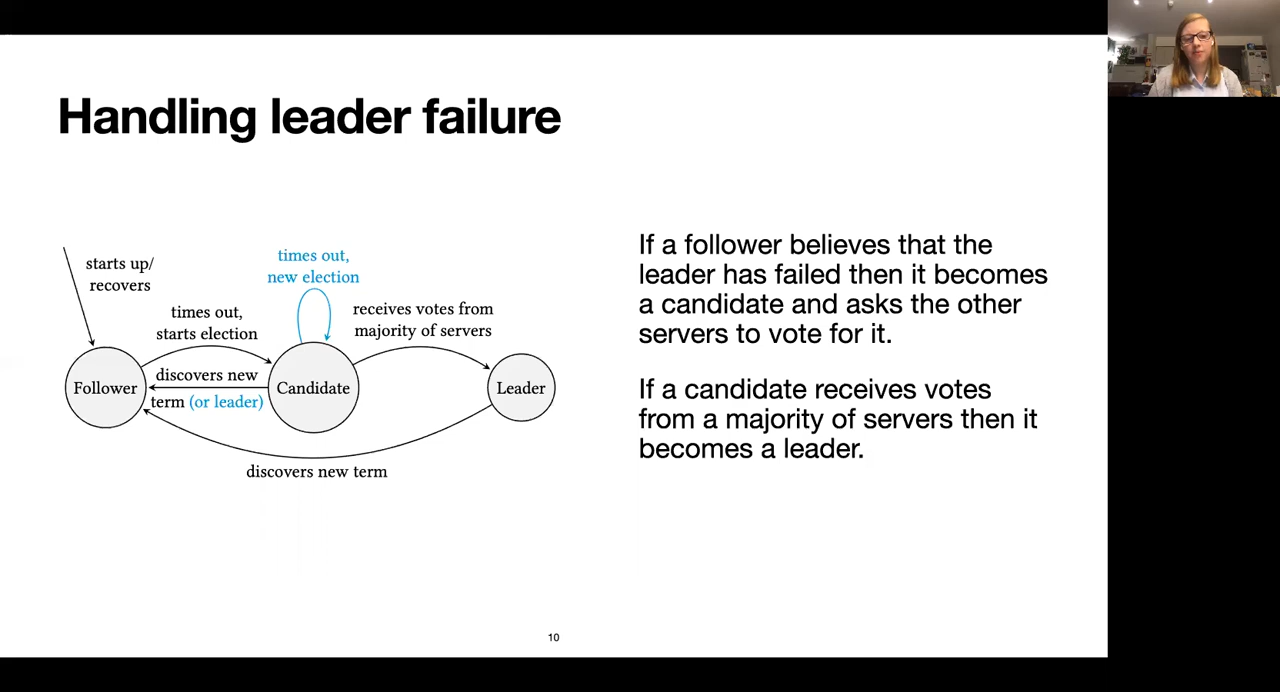 Handling leader failure
starts up/
recovers
times out,
starts election
times out,
new election
receives votes from
majority of servers
Follower
discovers new
term (or leader)
Candidate
Leader
discovers new term
If a follower believes that the
leader has failed then it becomes
a candidate and asks the other
servers to vote for it.
If a candidate receives votes
from a majority of servers then it
becomes a leader.
10